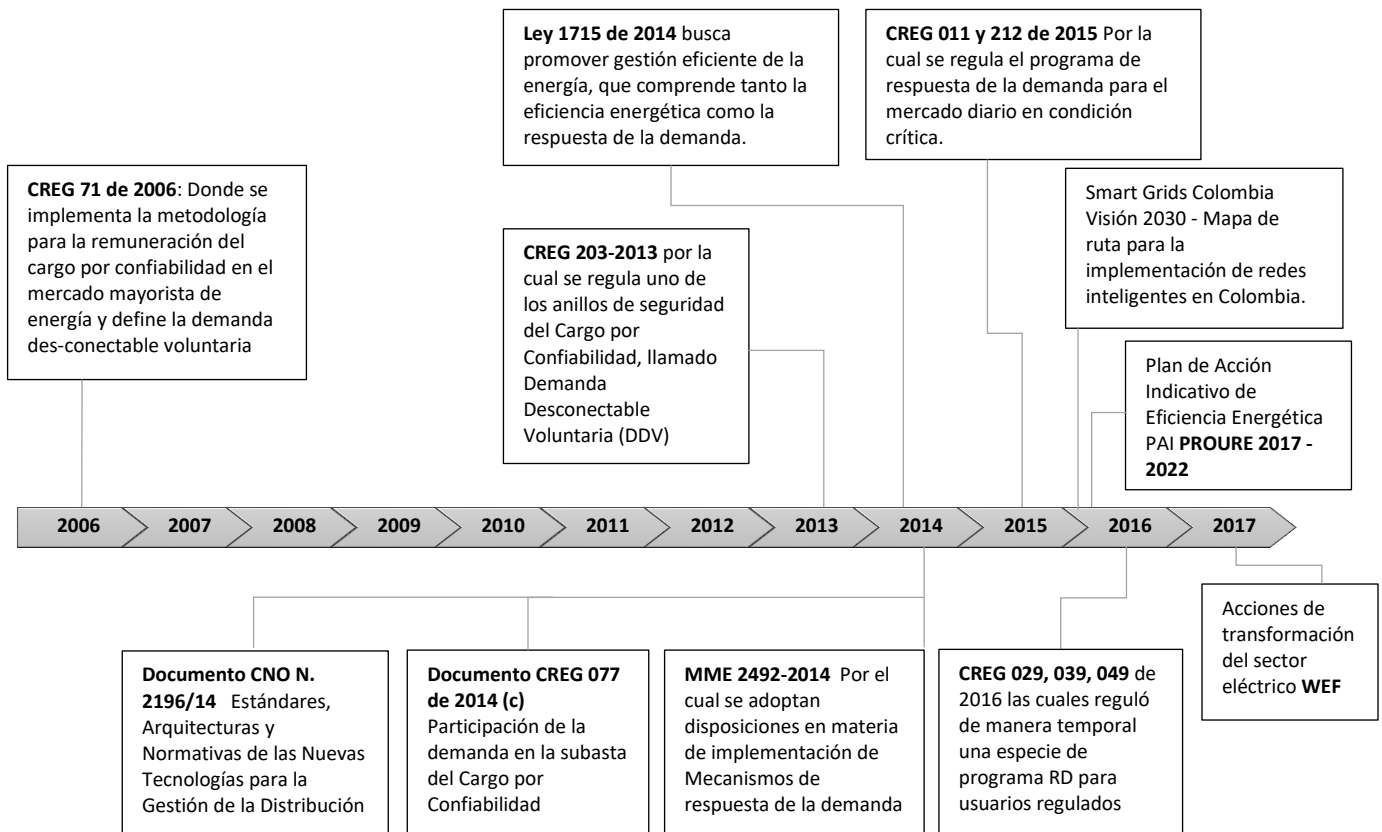 Ley 1715 de 2014 busca
promover gestión eficiente de la
energía, que comprende tanto la
eficiencia energética como la
respuesta de la demanda.
CREG 011 y 212 de 2015 Por la
cual se regula el programa de
respuesta de la demanda para el
mercado diario en condición
crítica.
CREG 71 de 2006: Donde se
implementa la metodología
para la remuneración del
cargo por confiabilidad en el
mercado mayorista de
energía y define la demanda
des-conectable voluntaria
CREG 203-2013 por la
cual se regula uno de
los anillos de seguridad
del Cargo por
Confiabilidad, llamado
Demanda
Desconectable
Voluntaria (DDV)
Smart Grids Colombia
Visión 2030 - Mapa de
ruta para la
implementación de redes
inteligentes en Colombia.
Plan de Acción
Indicativo de
Eficiencia Energética
PAI PROURE 2017 -
2022
2006 2007 2008 2009 2010 2011 2012 2013 2014 2015 2016 2017
Documento CNO N.
2196/14 Estándares,
Arquitecturas y
Normativas de las Nuevas
Tecnologías para la
Gestión de la Distribución
Documento CREG 077
de 2014 (c)
Participación de la
demanda en la subasta
del Cargo por
Confiabilidad
MME 2492-2014 Por el
cual se adoptan
disposiciones en materia
de implementación de
Mecanismos de
respuesta de la demanda
CREG 029, 039, 049 de
2016 las cuales reguló
de manera temporal
una especie de
programa RD para
usuarios regulados
Acciones de
transformación
del sector
eléctrico WEF